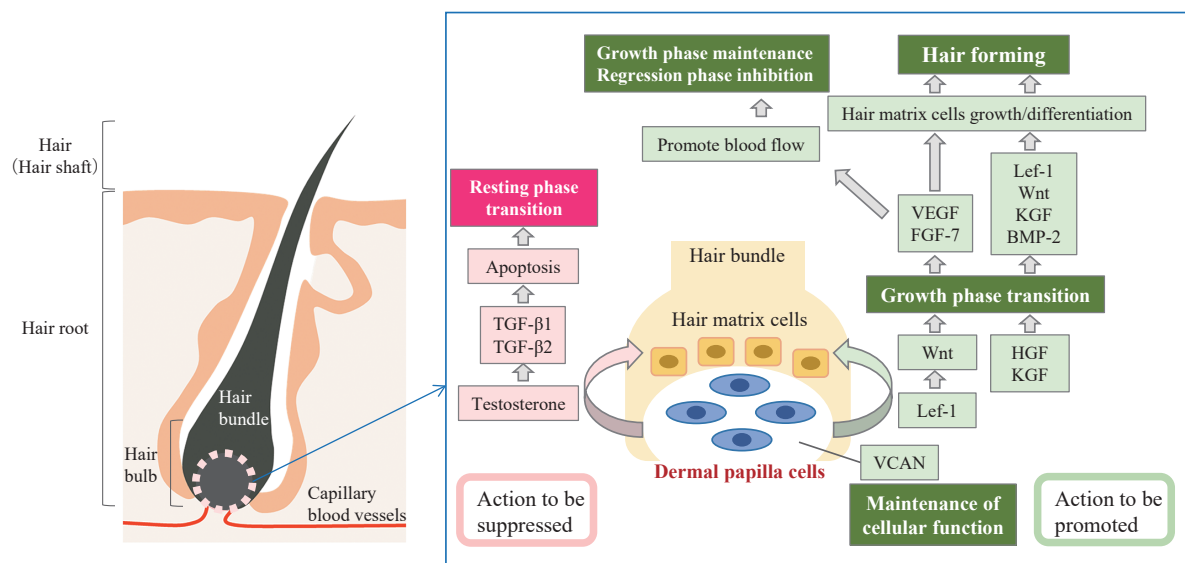 Hair
(Hair shaft)
Hair root
Hair
bundle
Hair
bulb
Capillary
blood vessels
Growth phase maintenance
Regression phase inhibition
Promote blood flow
Hair forming
Hair matrix cells growth/differentiation
VEGF
FGF-7
Lef-1
Wnt
KGF
BMP-2
Growth phase transition
Wnt
Lef-1
HGF
KGF
Resting phase
transition
Apoptosis
TGF-β1
TGF-β2
Testosterone
Hair bundle
Hair matrix cells
Dermal papilla cells
VCAN
Maintenance of
cellular function
Action to be
suppressed
Action to be
promoted